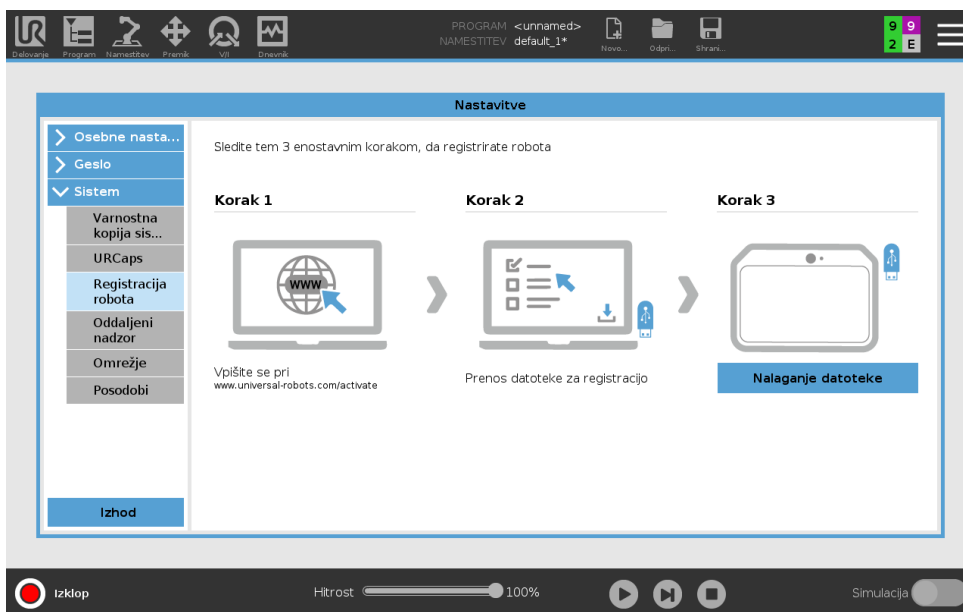 UR
PROGRAM <unnamed>
NAMESTITEV default_1*
Delovanje Program Namestitev Premik V/I Dnevnik
Novo... Odpri... Shrani...
9 9
2 E
Nastavitve
Osebne nasta...
Geslo
Sistem
Varnostna
kopija sis...
URCaps
Registracija
robota
Oddaljeni
nadzor
Omrežje
Posodobi
Izhod
Sledite tem 3 enostavnim korakom, da registrirate robota
Korak 1
www
Vpišite se pri
www.universal-robots.com/activate
Korak 2
Prenos datoteke za registracijo
Korak 3
Nalaganje datoteke
Izklop
Hitrost 100%
Simulacija